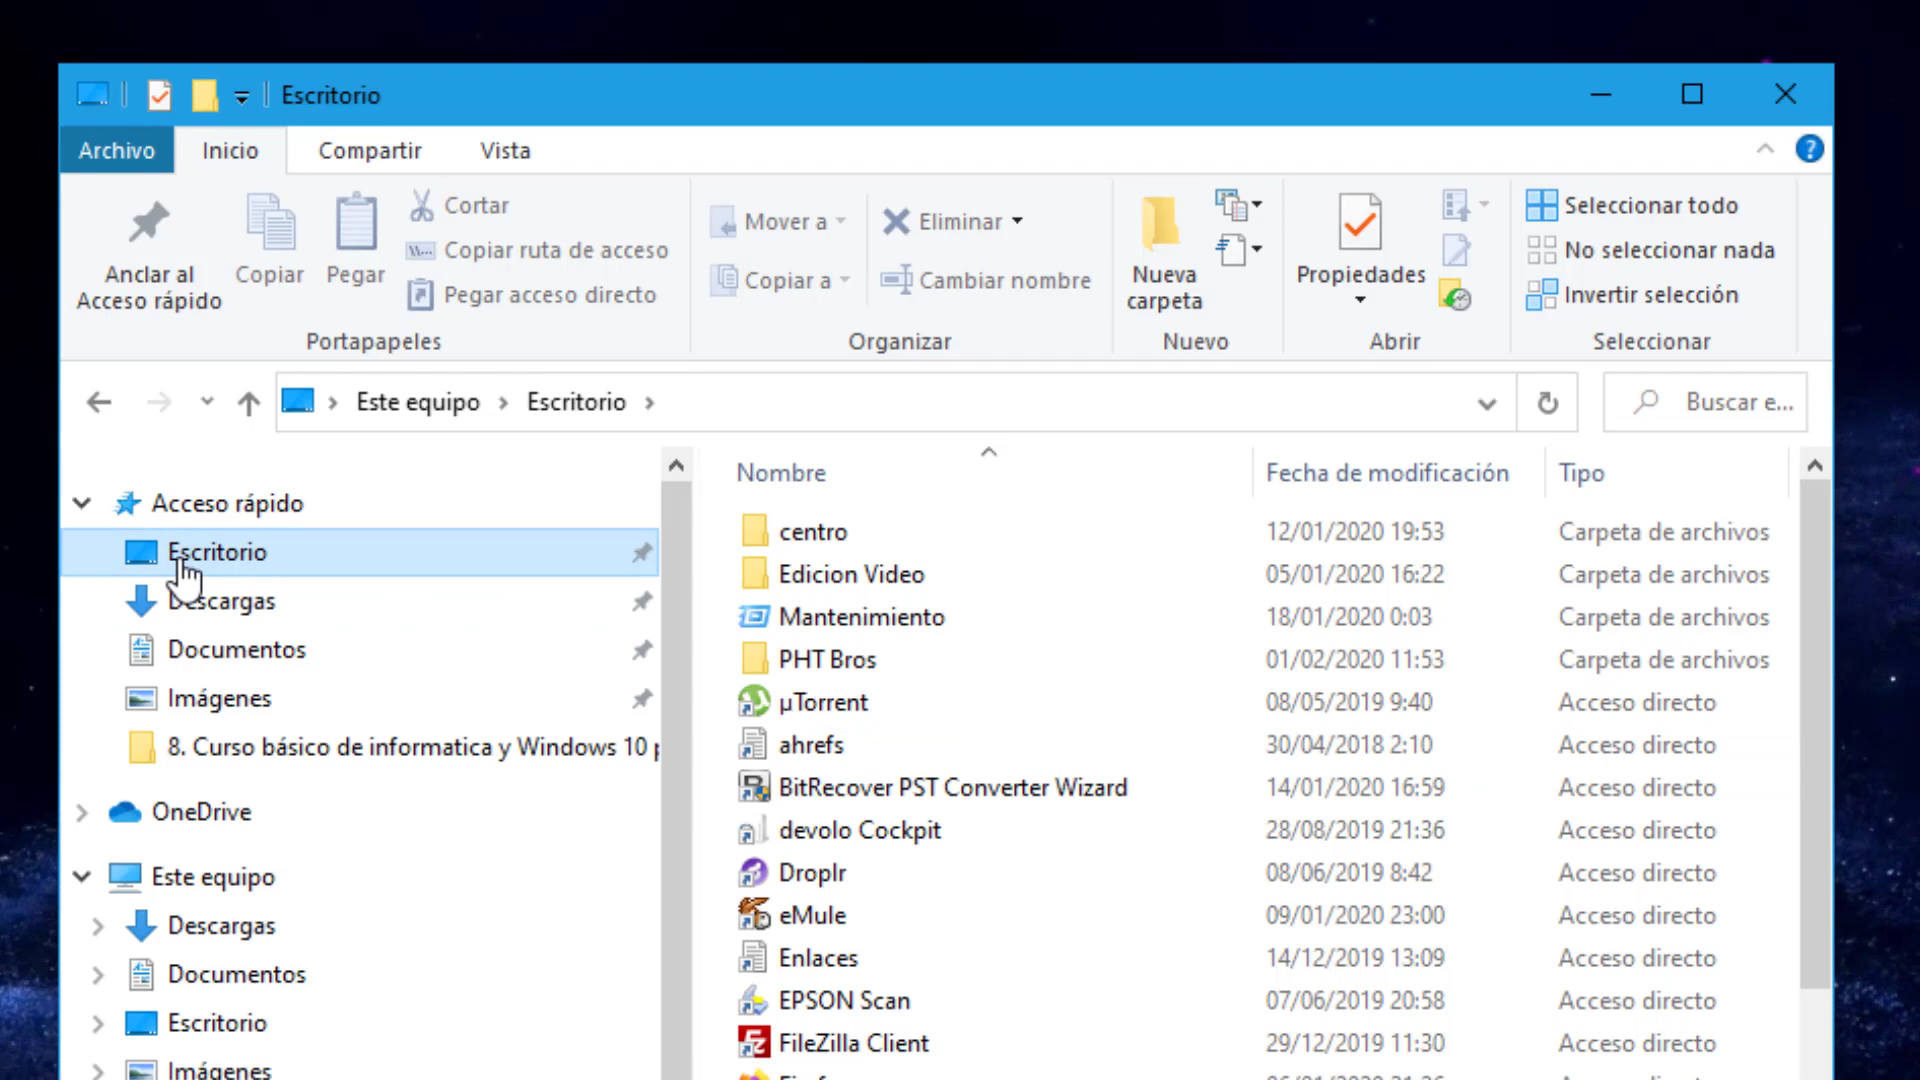 Escritorio
Archivo Inicio Compartir Vista
Anclar al
Acceso rápido
Copiar
Pegar
Cortar
Copiar ruta de acceso
Pegar acceso directo
Portapapeles
Mover a
Copiar a
Eliminar
Cambiar nombre
Organizar
Nueva
carpeta
Nuevo
Propiedades
Abrir
Seleccionar todo
No seleccionar nada
Invertir selección
Seleccionar
Este equipo Escritorio
Buscar e...
Acceso rápido
Escritorio
Descargas
Documentos
Imágenes
8. Curso básico de informatica y Windows 10
OneDrive
Este equipo
Descargas
Documentos
Escritorio
Imágenes
Nombre Fecha de modificación Tipo
centro 12/01/2020 19:53 Carpeta de archivos
Edicion Video 05/01/2020 16:22 Carpeta de archivos
Mantenimiento 18/01/2020 0:03 Carpeta de archivos
PHT Bros 01/02/2020 11:53 Carpeta de archivos
µTorrent 08/05/2019 9:40 Acceso directo
ahrefs 30/04/2018 2:10 Acceso directo
BitRecover PST Converter Wizard 14/01/2020 16:59 Acceso directo
devolo Cockpit 28/08/2019 21:36 Acceso directo
Droplr 08/06/2019 8:42 Acceso directo
eMule 09/01/2020 23:00 Acceso directo
Enlaces 14/12/2019 13:09 Acceso directo
EPSON Scan 07/06/2019 20:58 Acceso directo
FileZilla Client 29/12/2019 11:30 Acceso directo